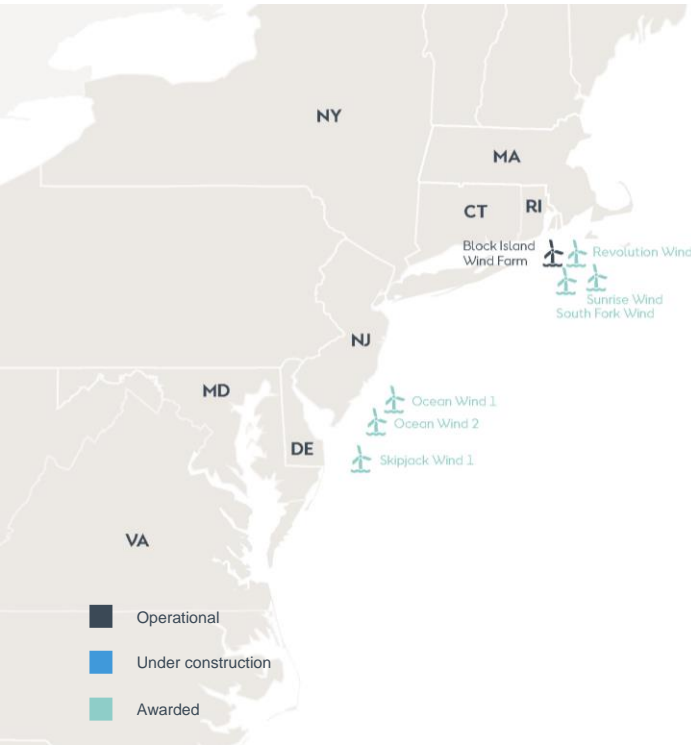 NY
MA
CT
RI
Block Island
Wind Farm
Revolution Wind
Sunrise Wind
South Fork Wind
NJ
MD
Ocean Wind 1
Ocean Wind 2
DE
Skipjack Wind 1
VA
Operational
Under construction
Awarded